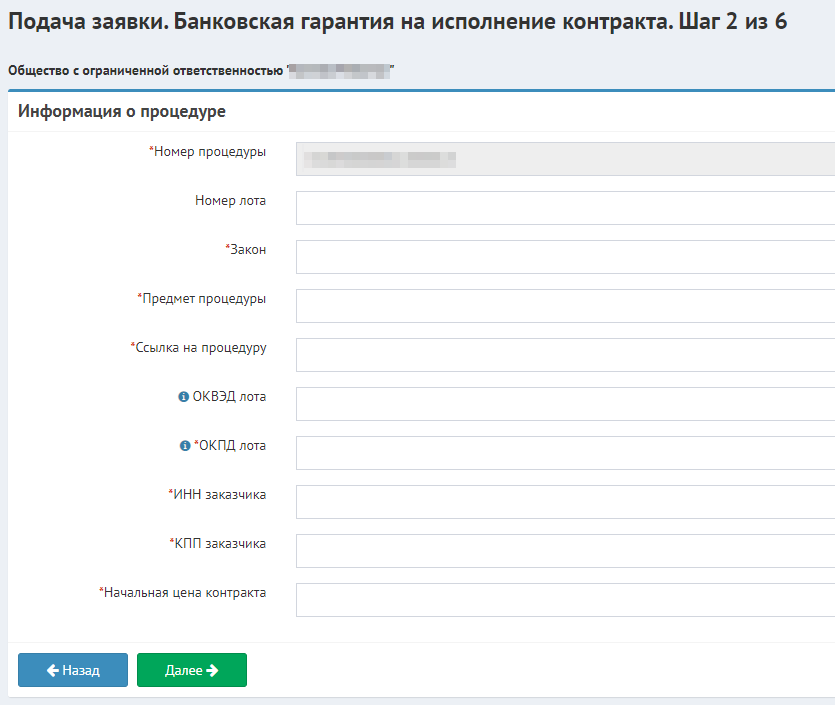 Подача заявки. Банковская гарантия на исполнение контракта. Шаг 2 из 6
Общество с ограниченной ответственностью " "
Информация о процедуре
*Номер процедуры
Номер лота
*Закон
*Предмет процедуры
*Ссылка на процедуру
ОКВЭД лота
*ОКПД лота
*ИНН заказчика
*КПП заказчика
*Начальная цена контракта
Назад Далее